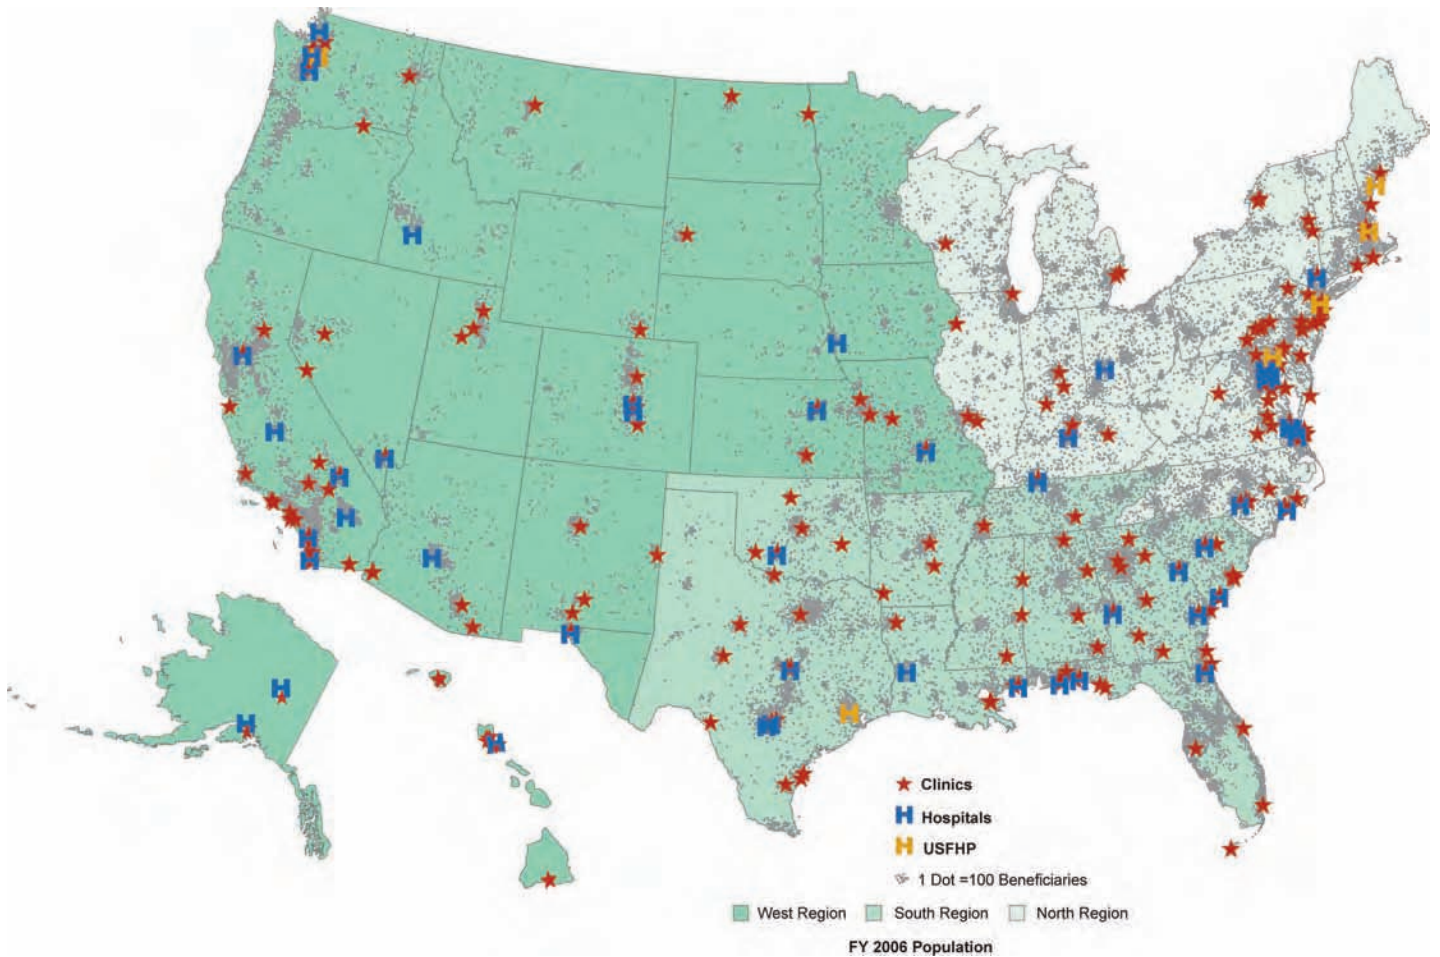 Clinics
Hospitals
USFHP
1 Dot =100 Beneficiaries
West Region South Region North Region
FY 2006 Population